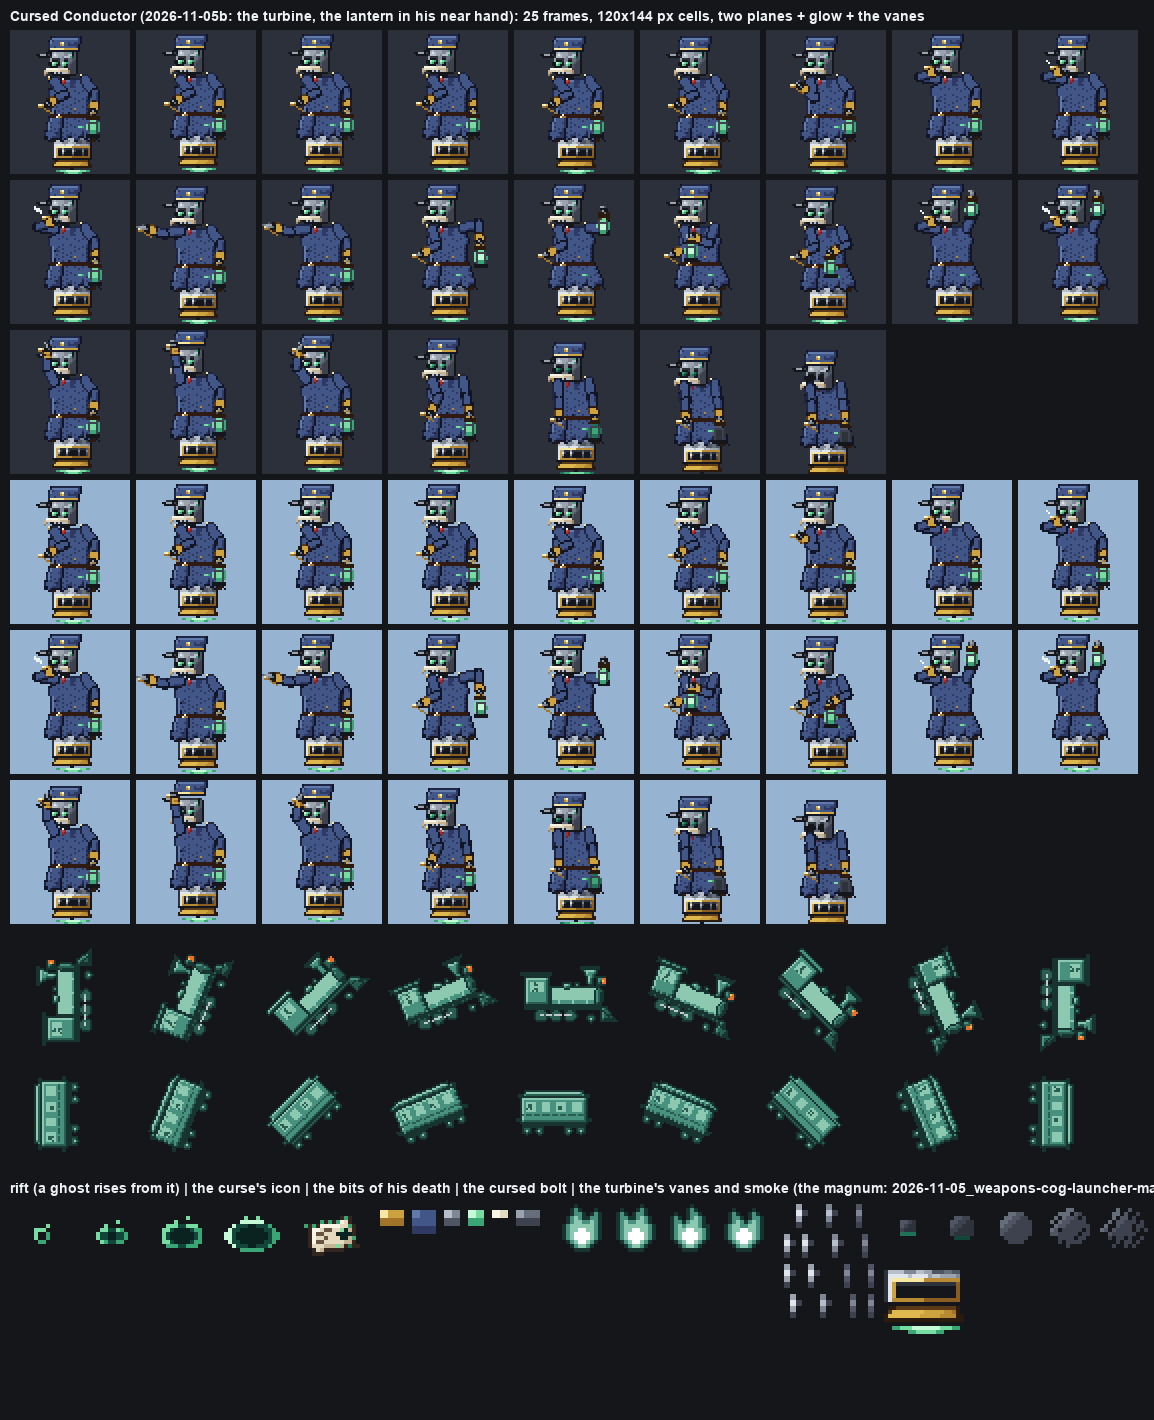 Cursed Conductor (2026-11-05b: the turbine, the lantern in his near hand): 25 frames, 120x144 px cells, two planes + glow + the vanes
rift (a ghost rises from it) | the curse's icon | the bits of his death | the cursed bolt | the turbine's vanes and smoke (the magnum: 2026-11-05_weapons-cog-launcher-ma